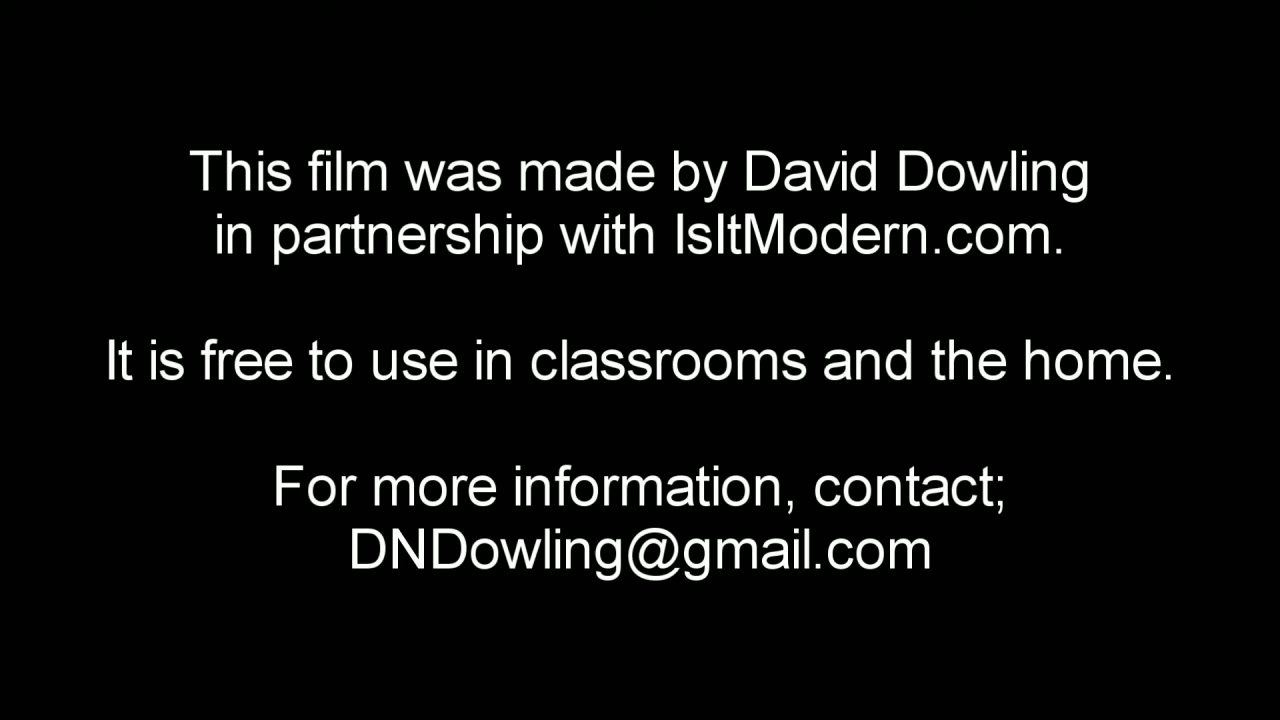 This film was made by David Dowling
in partnership with IsItModern.com.
It is free to use in classrooms and the home.
For more information, contact;
DNDowling@gmail.com